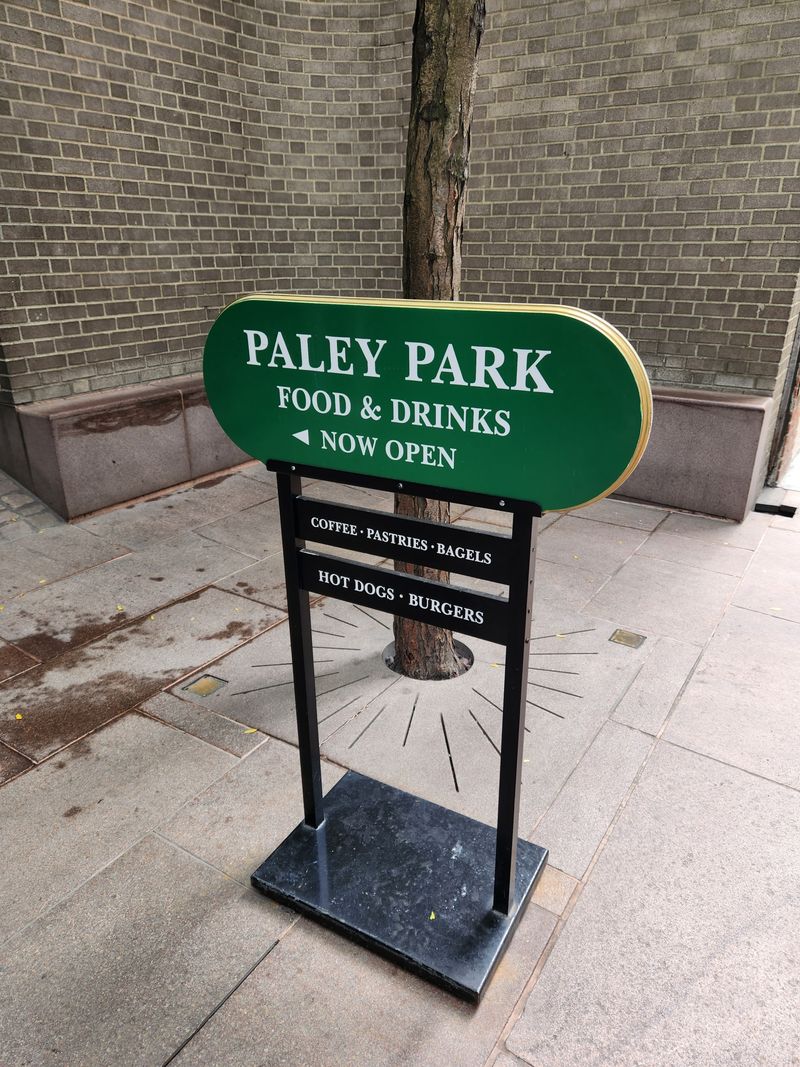 PALEY PARK
FOOD & DRINKS
◄ NOW OPEN
COFFEE · PASTRIES · BAGELS
HOT DOGS · BURGERS